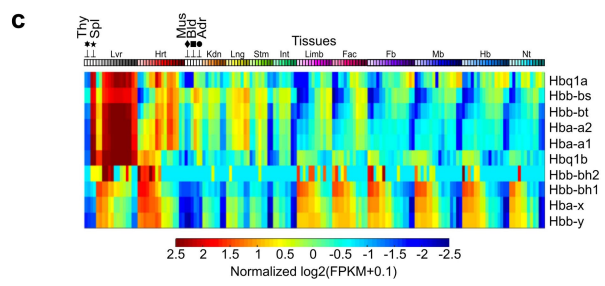 c
Thy
Spl
Mus
Bld
Adr
Tissues
Lvr Hrt Kdn Lng Stm Int Limb Fac Fb Mb Hb Nt
Hbq1a
Hbb-bs
Hbb-bt
Hba-a2
Hba-a1
Hbq1b
Hbb-bh2
Hbb-bh1
Hba-x
Hbb-y
2.5 2 1.5 1 0.5 0 -0.5 -1 -1.5 -2 -2.5
Normalized log2(FPKM+0.1)